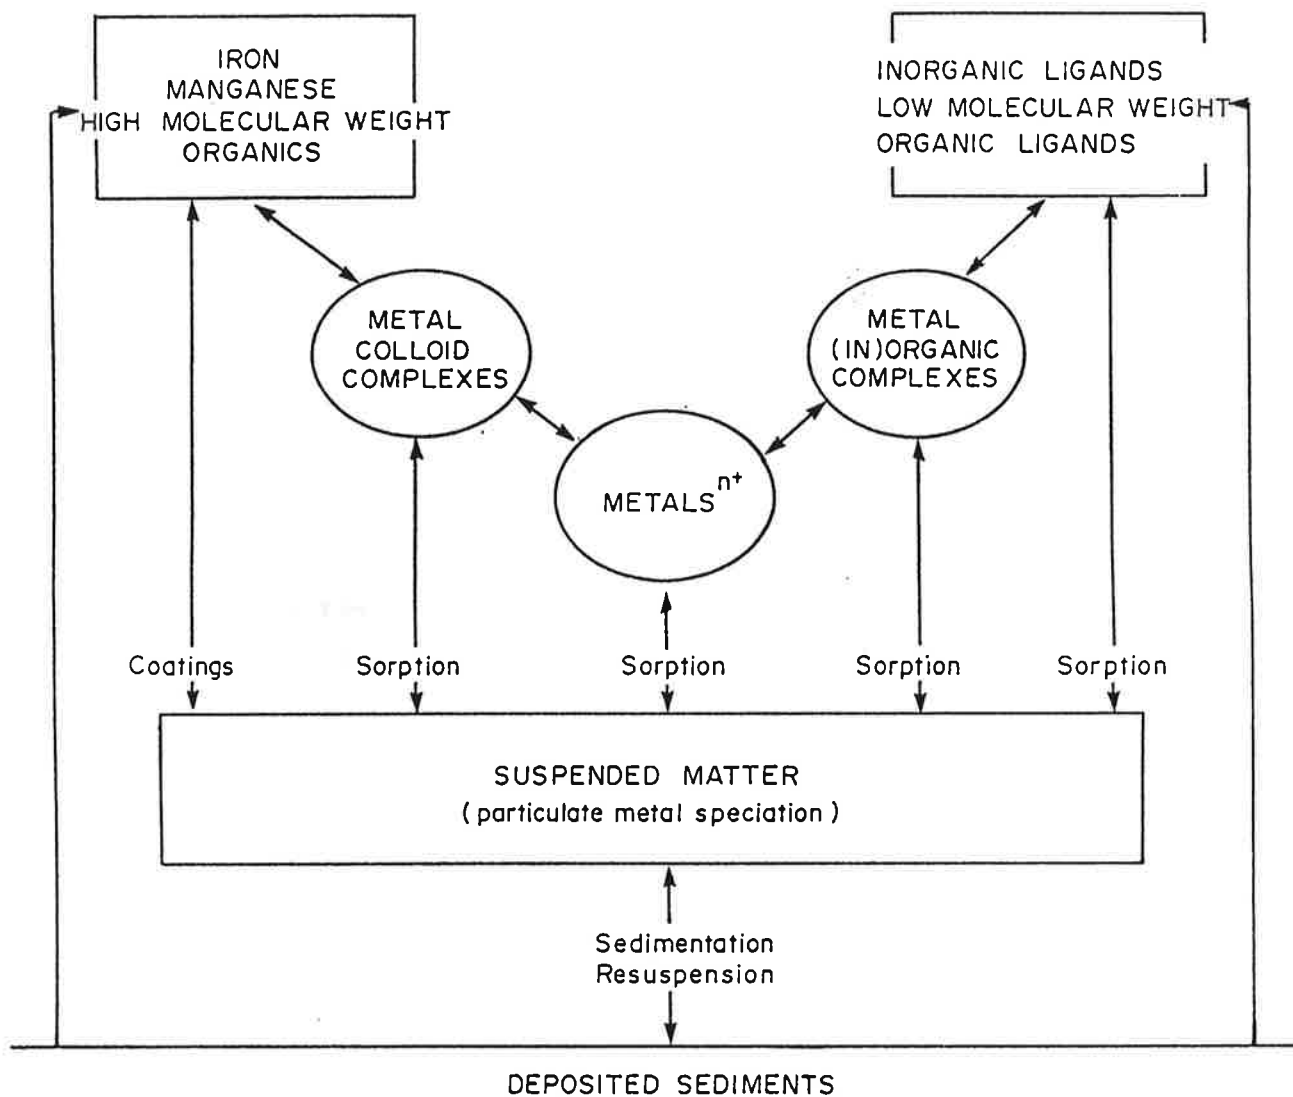 IRON
MANGANESE
HIGH MOLECULAR WEIGHT
ORGANICS
INORGANIC LIGANDS
LOW MOLECULAR WEIGHT
ORGANIC LIGANDS
METAL
COLLOID
COMPLEXES
METAL
(IN)ORGANIC
COMPLEXES
METALSⁿ⁺
Coatings
Sorption
Sorption
Sorption
Sorption
SUSPENDED MATTER
(particulate metal speciation)
Sedimentation
Resuspension
DEPOSITED SEDIMENTS